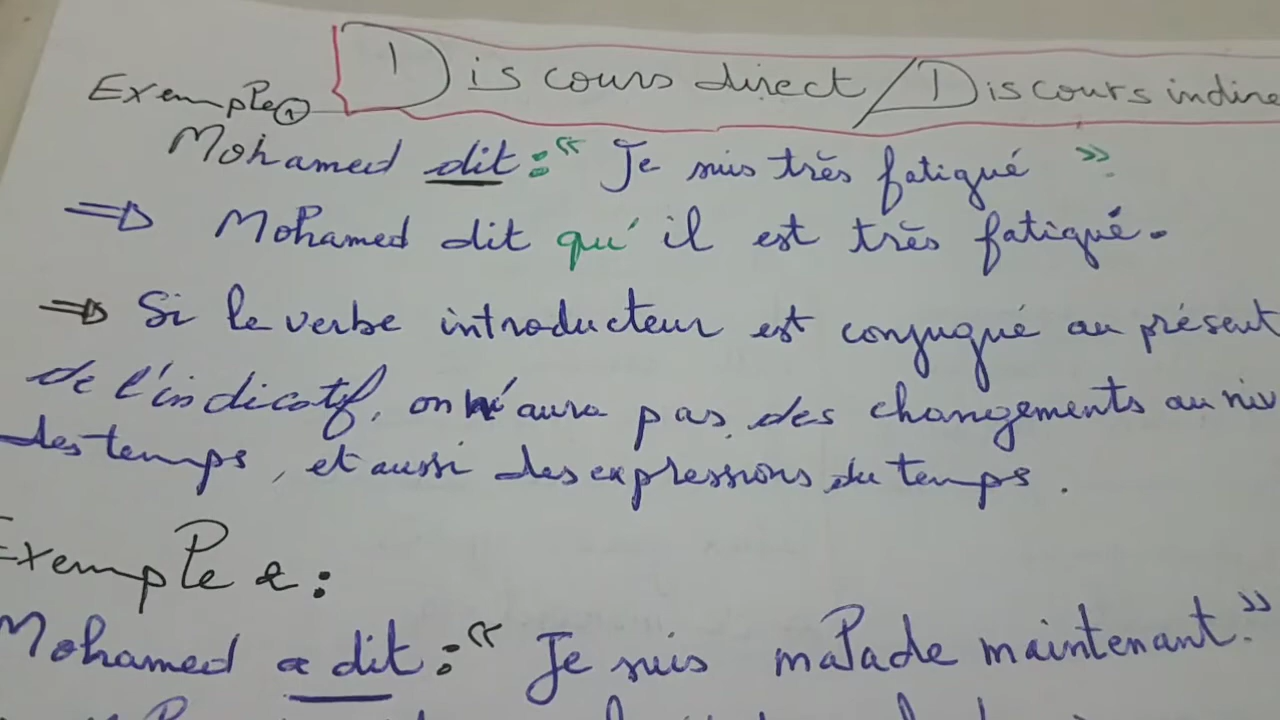 Discours direct / Discours indire
Exemple 1
Mohamed dit : « Je suis très fatigué »
⇒ Mohamed dit qu'il est très fatigué.
⇒ Si le verbe introducteur est conjugué au présent
de l'indicatif, on n'aura pas des changements au niv
des temps, et aussi des expressions du temps.
Exemple 2 :
Mohamed a dit : « Je suis malade maintenant. »